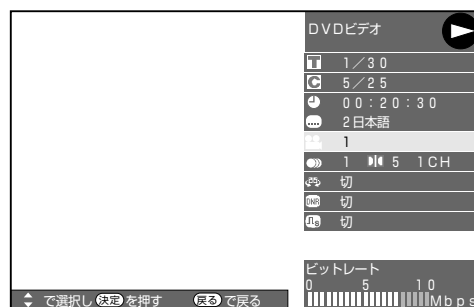 DVDビデオ
T 1／30
C 5／25
00：20：30
2日本語
1
1 5 1CH
切
DNR 切
切
ビットレート
0 5 10
Mbps
で選択し 決定 を押す 戻る で戻る